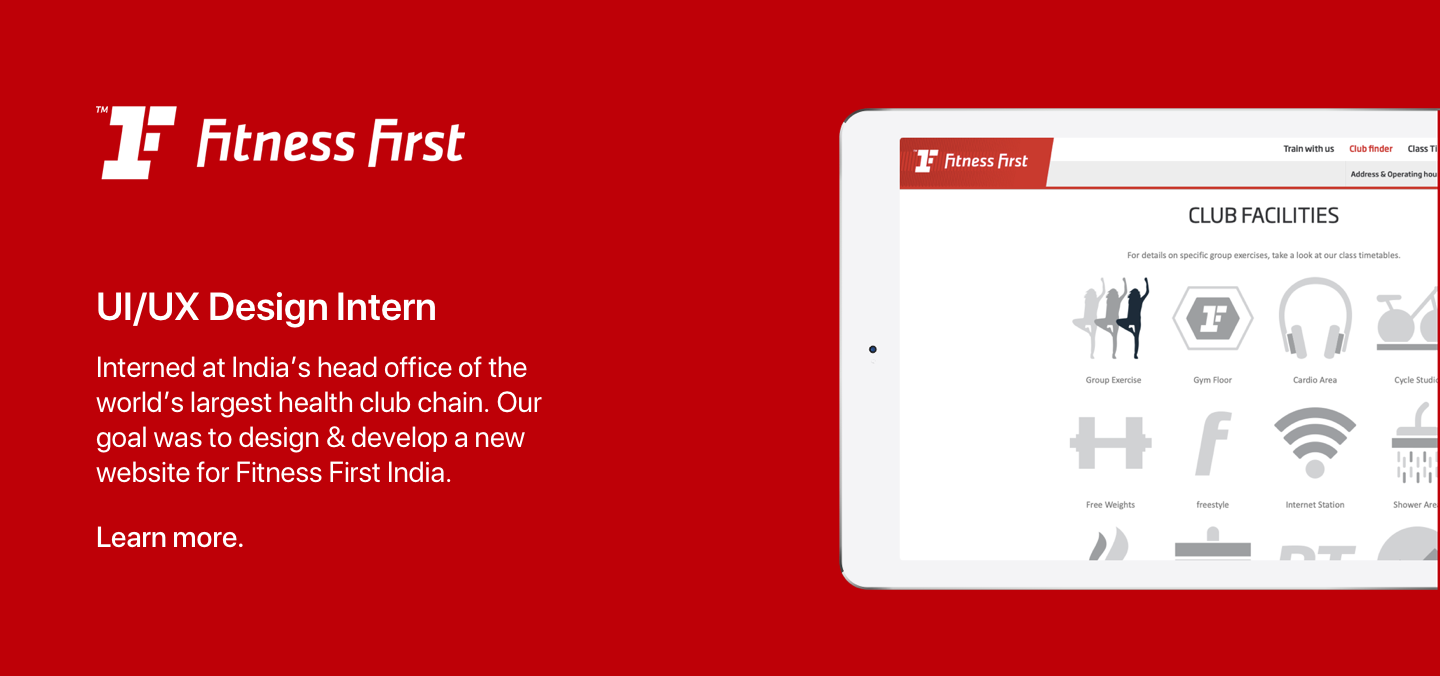 TM
Fitness First
UI/UX Design Intern
Interned at India's head office of the
world's largest health club chain. Our
goal was to design & develop a new
website for Fitness First India.
Learn more.
Fitness First
Train with us Club finder Class Ti
Address & Operating hou
CLUB FACILITIES
For details on specific group exercises, take a look at our class timetables.
Group Exercise Gym Floor Cardio Area Cycle Studio
f
Free Weights freestyle Internet Station Shower Area
PT